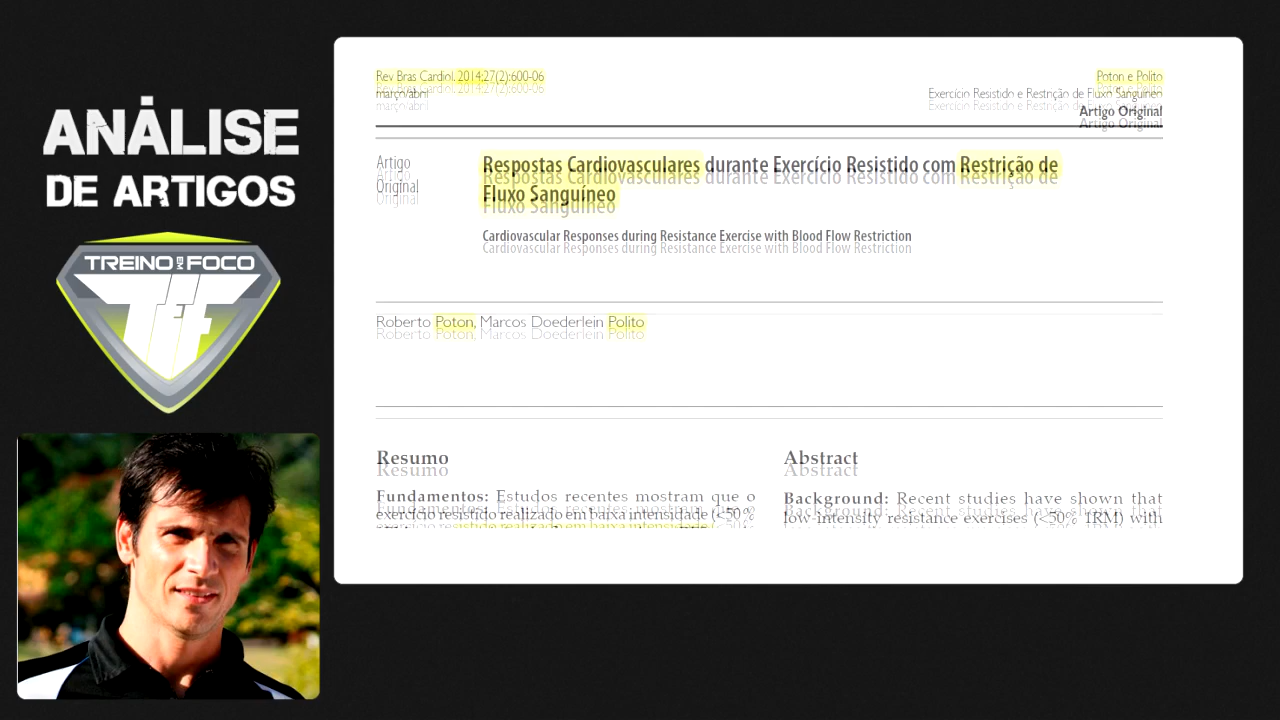 ANÁLISE
DE ARTIGOS
TREINO EM FOCO
TEF
Rev Bras Cardiol. 2014;27(2):600-06
março/abril
Poton e Polito
Exercício Resistido e Restrição de Fluxo Sanguíneo
Artigo Original
Artigo
Original
Respostas Cardiovasculares durante Exercício Resistido com Restrição de
Fluxo Sanguíneo
Cardiovascular Responses during Resistance Exercise with Blood Flow Restriction
Roberto Poton, Marcos Doederlein Polito
Resumo
Fundamentos: Estudos recentes mostram que o
exercício resistido realizado em baixa intensidade (<50%
Abstract
Background: Recent studies have shown that
low-intensity resistance exercises (<50% 1RM) with